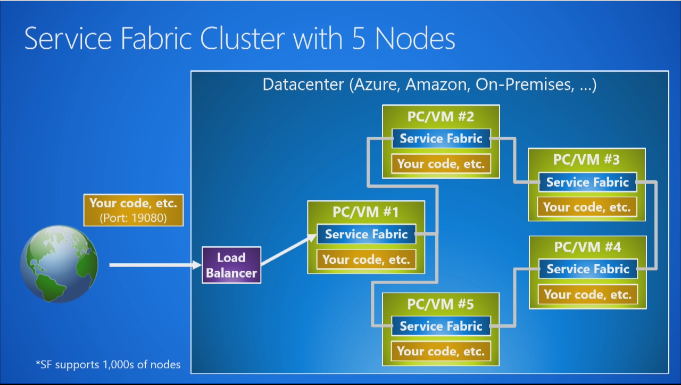 Service Fabric Cluster with 5 Nodes
Datacenter (Azure, Amazon, On-Premises, ...)
PC/VM #2
Service Fabric
Your code, etc.
PC/VM #3
Service Fabric
Your code, etc.
Your code, etc.
(Port: 19080)
PC/VM #1
Service Fabric
Your code, etc.
Load
Balancer
PC/VM #4
Service Fabric
Your code, etc.
PC/VM #5
Service Fabric
Your code, etc.
*SF supports 1,000s of nodes